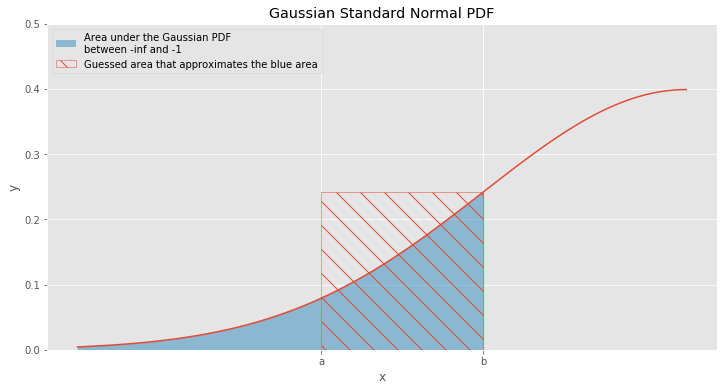 Gaussian Standard Normal PDF
Area under the Gaussian PDF
between -inf and -1
Guessed area that approximates the blue area
0.5
0.4
0.3
0.2
0.1
0.0
y
a
b
x